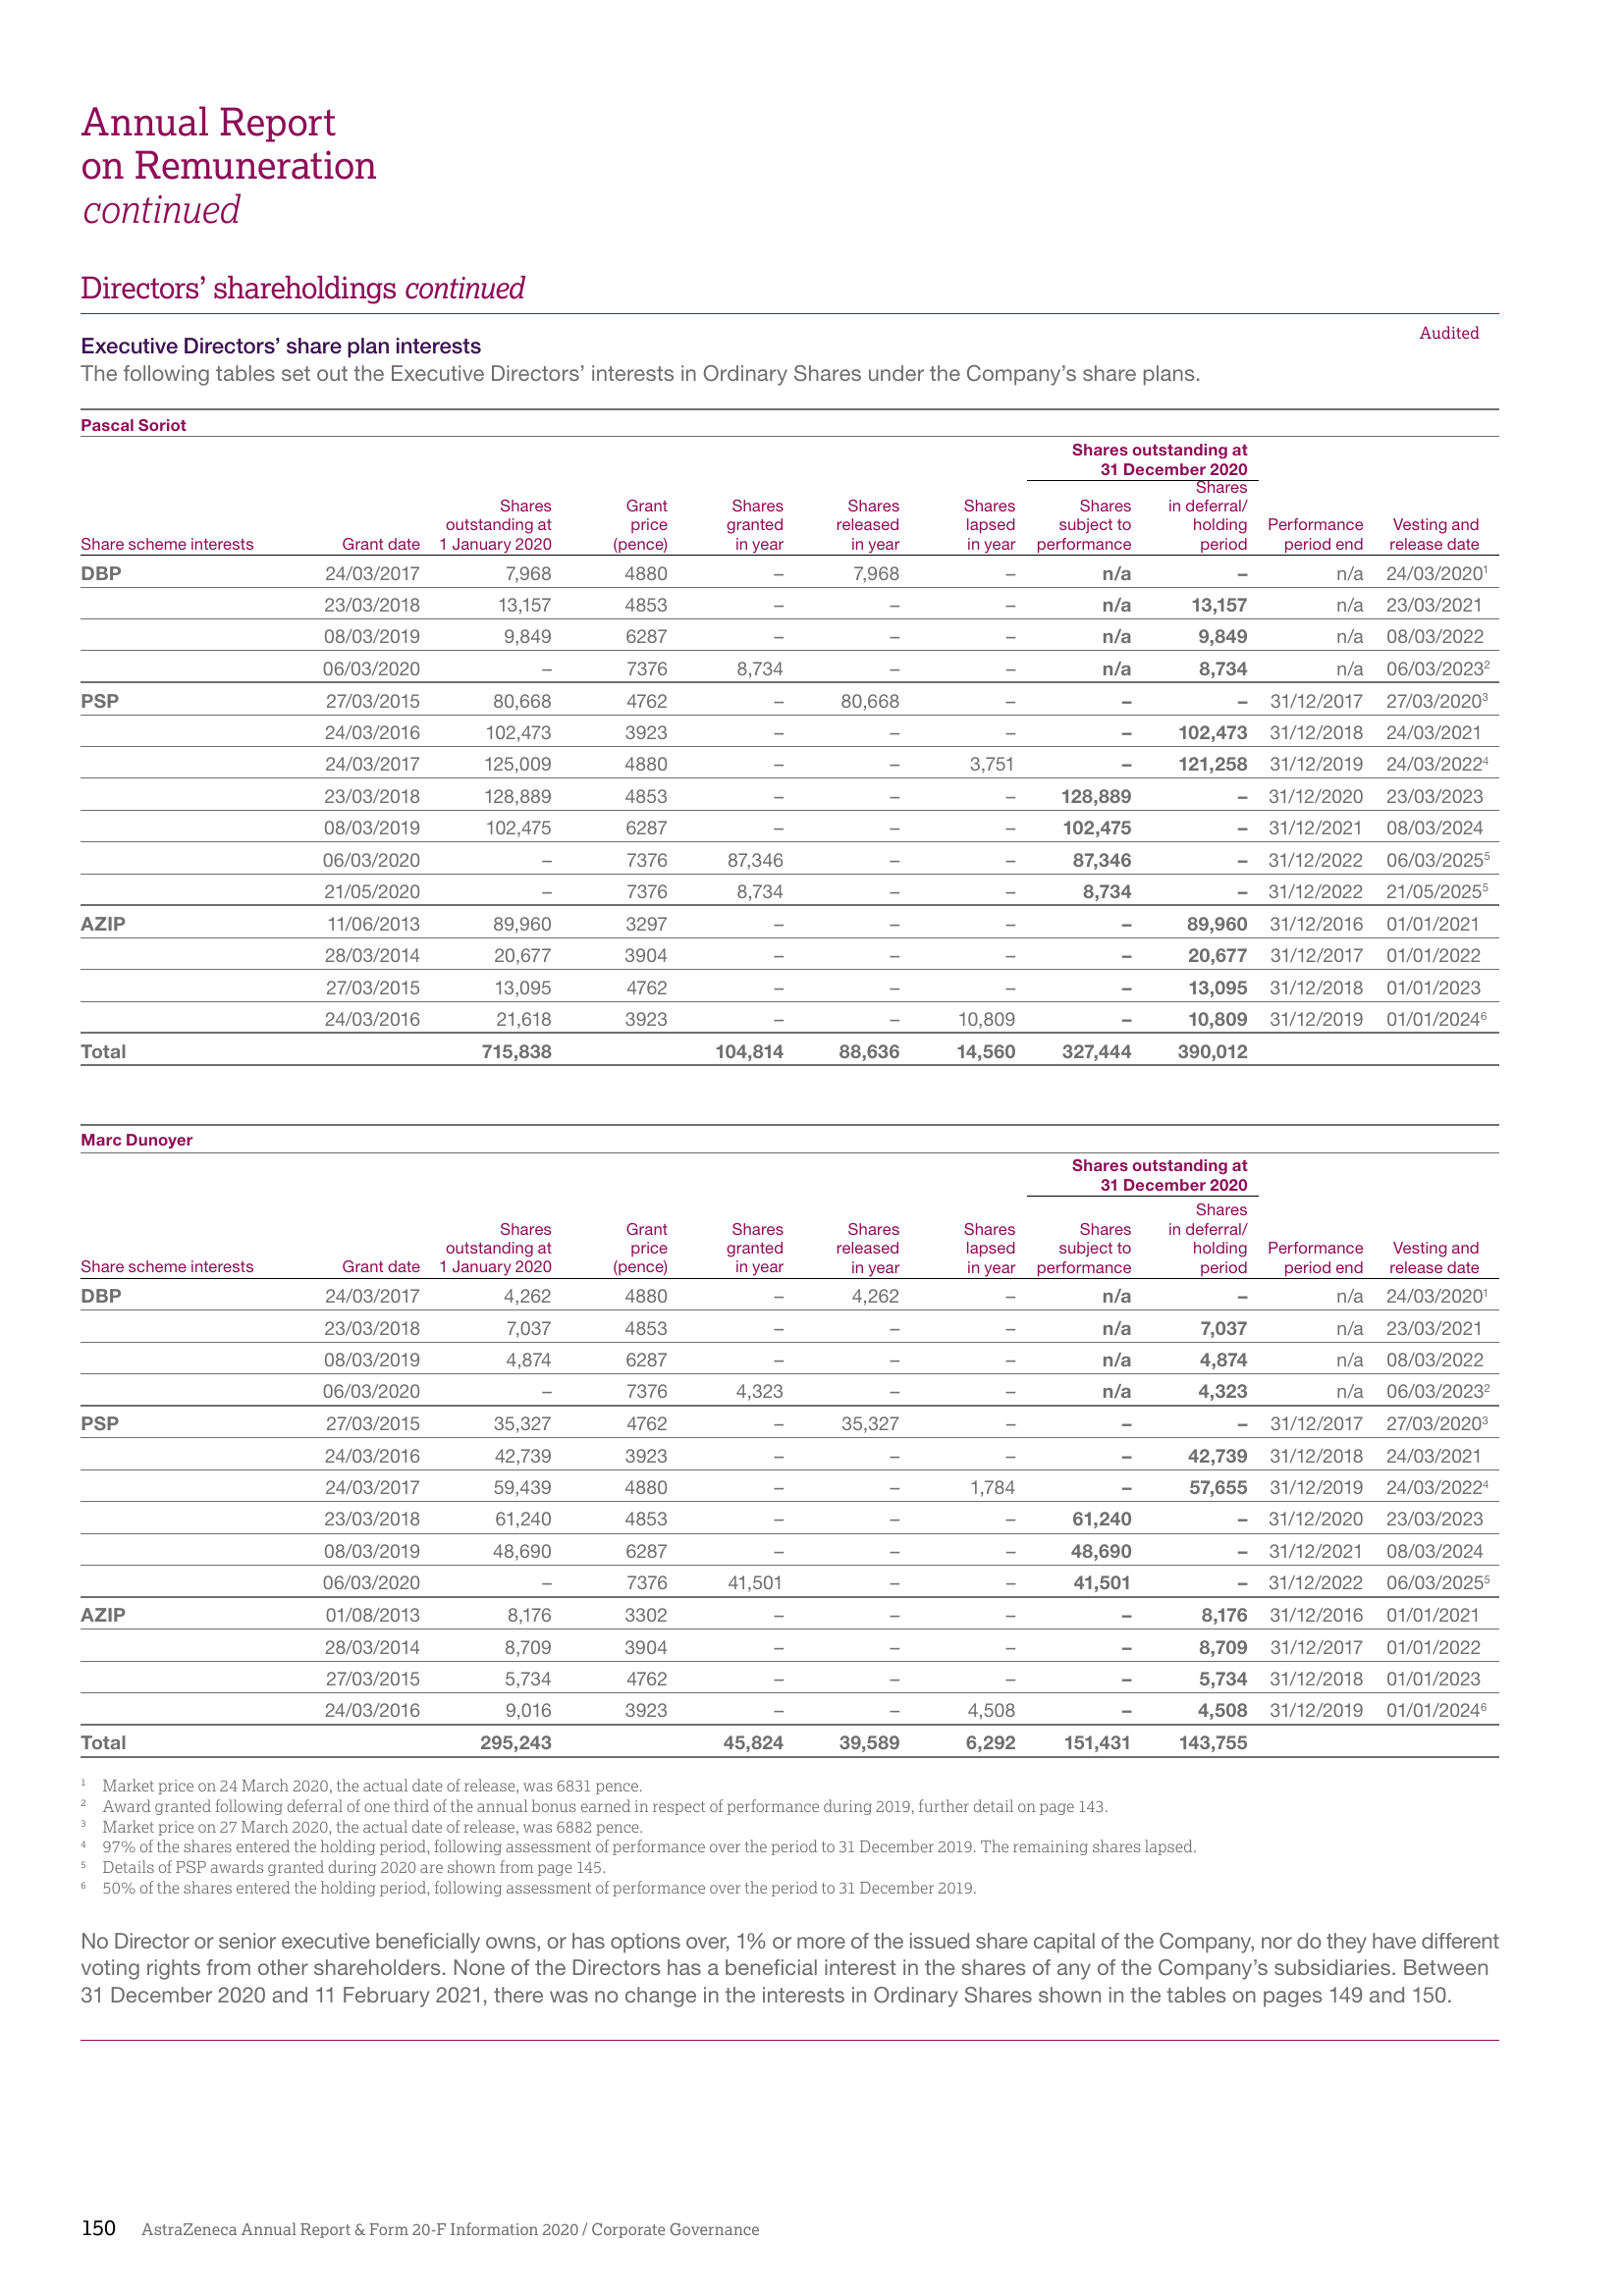 Annual Report
on Remuneration
continued
Directors’ shareholdings continued
Audited
Executive Directors’ share plan interests
The following tables set out the Executive Directors’ interests in Ordinary Shares under the Company’s share plans.
Pascal Soriot
Shares outstanding at
31 December 2020
Share scheme interests Grant date Shares outstanding at 1 January 2020 Grant price (pence) Shares granted in year Shares released in year Shares lapsed in year Shares subject to performance Shares in deferral/ holding period Performance period end Vesting and release date
DBP 24/03/2017 7,968 4880 – 7,968 – n/a – n/a 24/03/2020¹
23/03/2018 13,157 4853 – – – n/a 13,157 n/a 23/03/2021
08/03/2019 9,849 6287 – – – n/a 9,849 n/a 08/03/2022
06/03/2020 – 7376 8,734 – – n/a 8,734 n/a 06/03/2023²
PSP 27/03/2015 80,668 4762 – 80,668 – – – 31/12/2017 27/03/2020³
24/03/2016 102,473 3923 – – – – 102,473 31/12/2018 24/03/2021
24/03/2017 125,009 4880 – – 3,751 – 121,258 31/12/2019 24/03/2022⁴
23/03/2018 128,889 4853 – – – 128,889 – 31/12/2020 23/03/2023
08/03/2019 102,475 6287 – – – 102,475 – 31/12/2021 08/03/2024
06/03/2020 – 7376 87,346 – – 87,346 – 31/12/2022 06/03/2025⁵
21/05/2020 – 7376 8,734 – – 8,734 – 31/12/2022 21/05/2025⁵
AZIP 11/06/2013 89,960 3297 – – – – 89,960 31/12/2016 01/01/2021
28/03/2014 20,677 3904 – – – – 20,677 31/12/2017 01/01/2022
27/03/2015 13,095 4762 – – – – 13,095 31/12/2018 01/01/2023
24/03/2016 21,618 3923 – – 10,809 – 10,809 31/12/2019 01/01/2024⁶
Total 715,838 104,814 88,636 14,560 327,444 390,012
Marc Dunoyer
Shares outstanding at
31 December 2020
Share scheme interests Grant date Shares outstanding at 1 January 2020 Grant price (pence) Shares granted in year Shares released in year Shares lapsed in year Shares subject to performance Shares in deferral/ holding period Performance period end Vesting and release date
DBP 24/03/2017 4,262 4880 – 4,262 – n/a – n/a 24/03/2020¹
23/03/2018 7,037 4853 – – – n/a 7,037 n/a 23/03/2021
08/03/2019 4,874 6287 – – – n/a 4,874 n/a 08/03/2022
06/03/2020 – 7376 4,323 – – n/a 4,323 n/a 06/03/2023²
PSP 27/03/2015 35,327 4762 – 35,327 – – – 31/12/2017 27/03/2020³
24/03/2016 42,739 3923 – – – – 42,739 31/12/2018 24/03/2021
24/03/2017 59,439 4880 – – 1,784 – 57,655 31/12/2019 24/03/2022⁴
23/03/2018 61,240 4853 – – – 61,240 – 31/12/2020 23/03/2023
08/03/2019 48,690 6287 – – – 48,690 – 31/12/2021 08/03/2024
06/03/2020 – 7376 41,501 – – 41,501 – 31/12/2022 06/03/2025⁵
AZIP 01/08/2013 8,176 3302 – – – – 8,176 31/12/2016 01/01/2021
28/03/2014 8,709 3904 – – – – 8,709 31/12/2017 01/01/2022
27/03/2015 5,734 4762 – – – – 5,734 31/12/2018 01/01/2023
24/03/2016 9,016 3923 – – 4,508 – 4,508 31/12/2019 01/01/2024⁶
Total 295,243 45,824 39,589 6,292 151,431 143,755
¹ Market price on 24 March 2020, the actual date of release, was 6831 pence.
² Award granted following deferral of one third of the annual bonus earned in respect of performance during 2019, further detail on page 143.
³ Market price on 27 March 2020, the actual date of release, was 6882 pence.
⁴ 97% of the shares entered the holding period, following assessment of performance over the period to 31 December 2019. The remaining shares lapsed.
⁵ Details of PSP awards granted during 2020 are shown from page 145.
⁶ 50% of the shares entered the holding period, following assessment of performance over the period to 31 December 2019.
No Director or senior executive beneficially owns, or has options over, 1% or more of the issued share capital of the Company, nor do they have different
voting rights from other shareholders. None of the Directors has a beneficial interest in the shares of any of the Company’s subsidiaries. Between
31 December 2020 and 11 February 2021, there was no change in the interests in Ordinary Shares shown in the tables on pages 149 and 150.
150 AstraZeneca Annual Report & Form 20-F Information 2020 / Corporate Governance